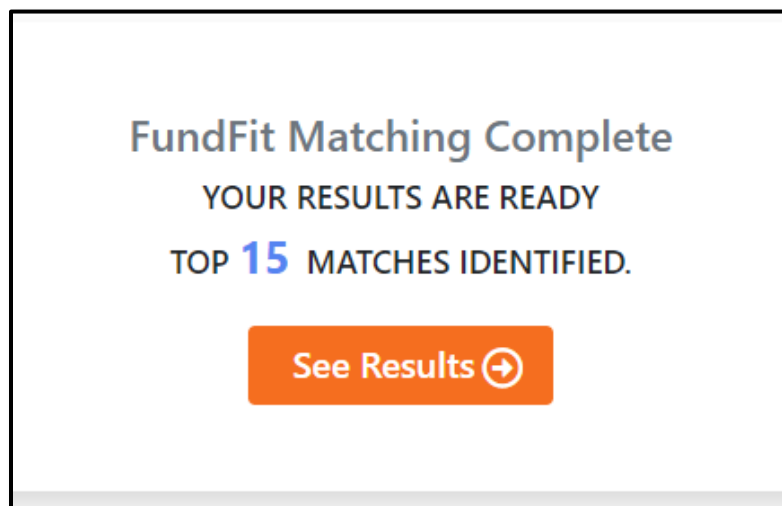 FundFit Matching Complete
YOUR RESULTS ARE READY
TOP 15 MATCHES IDENTIFIED.
See Results